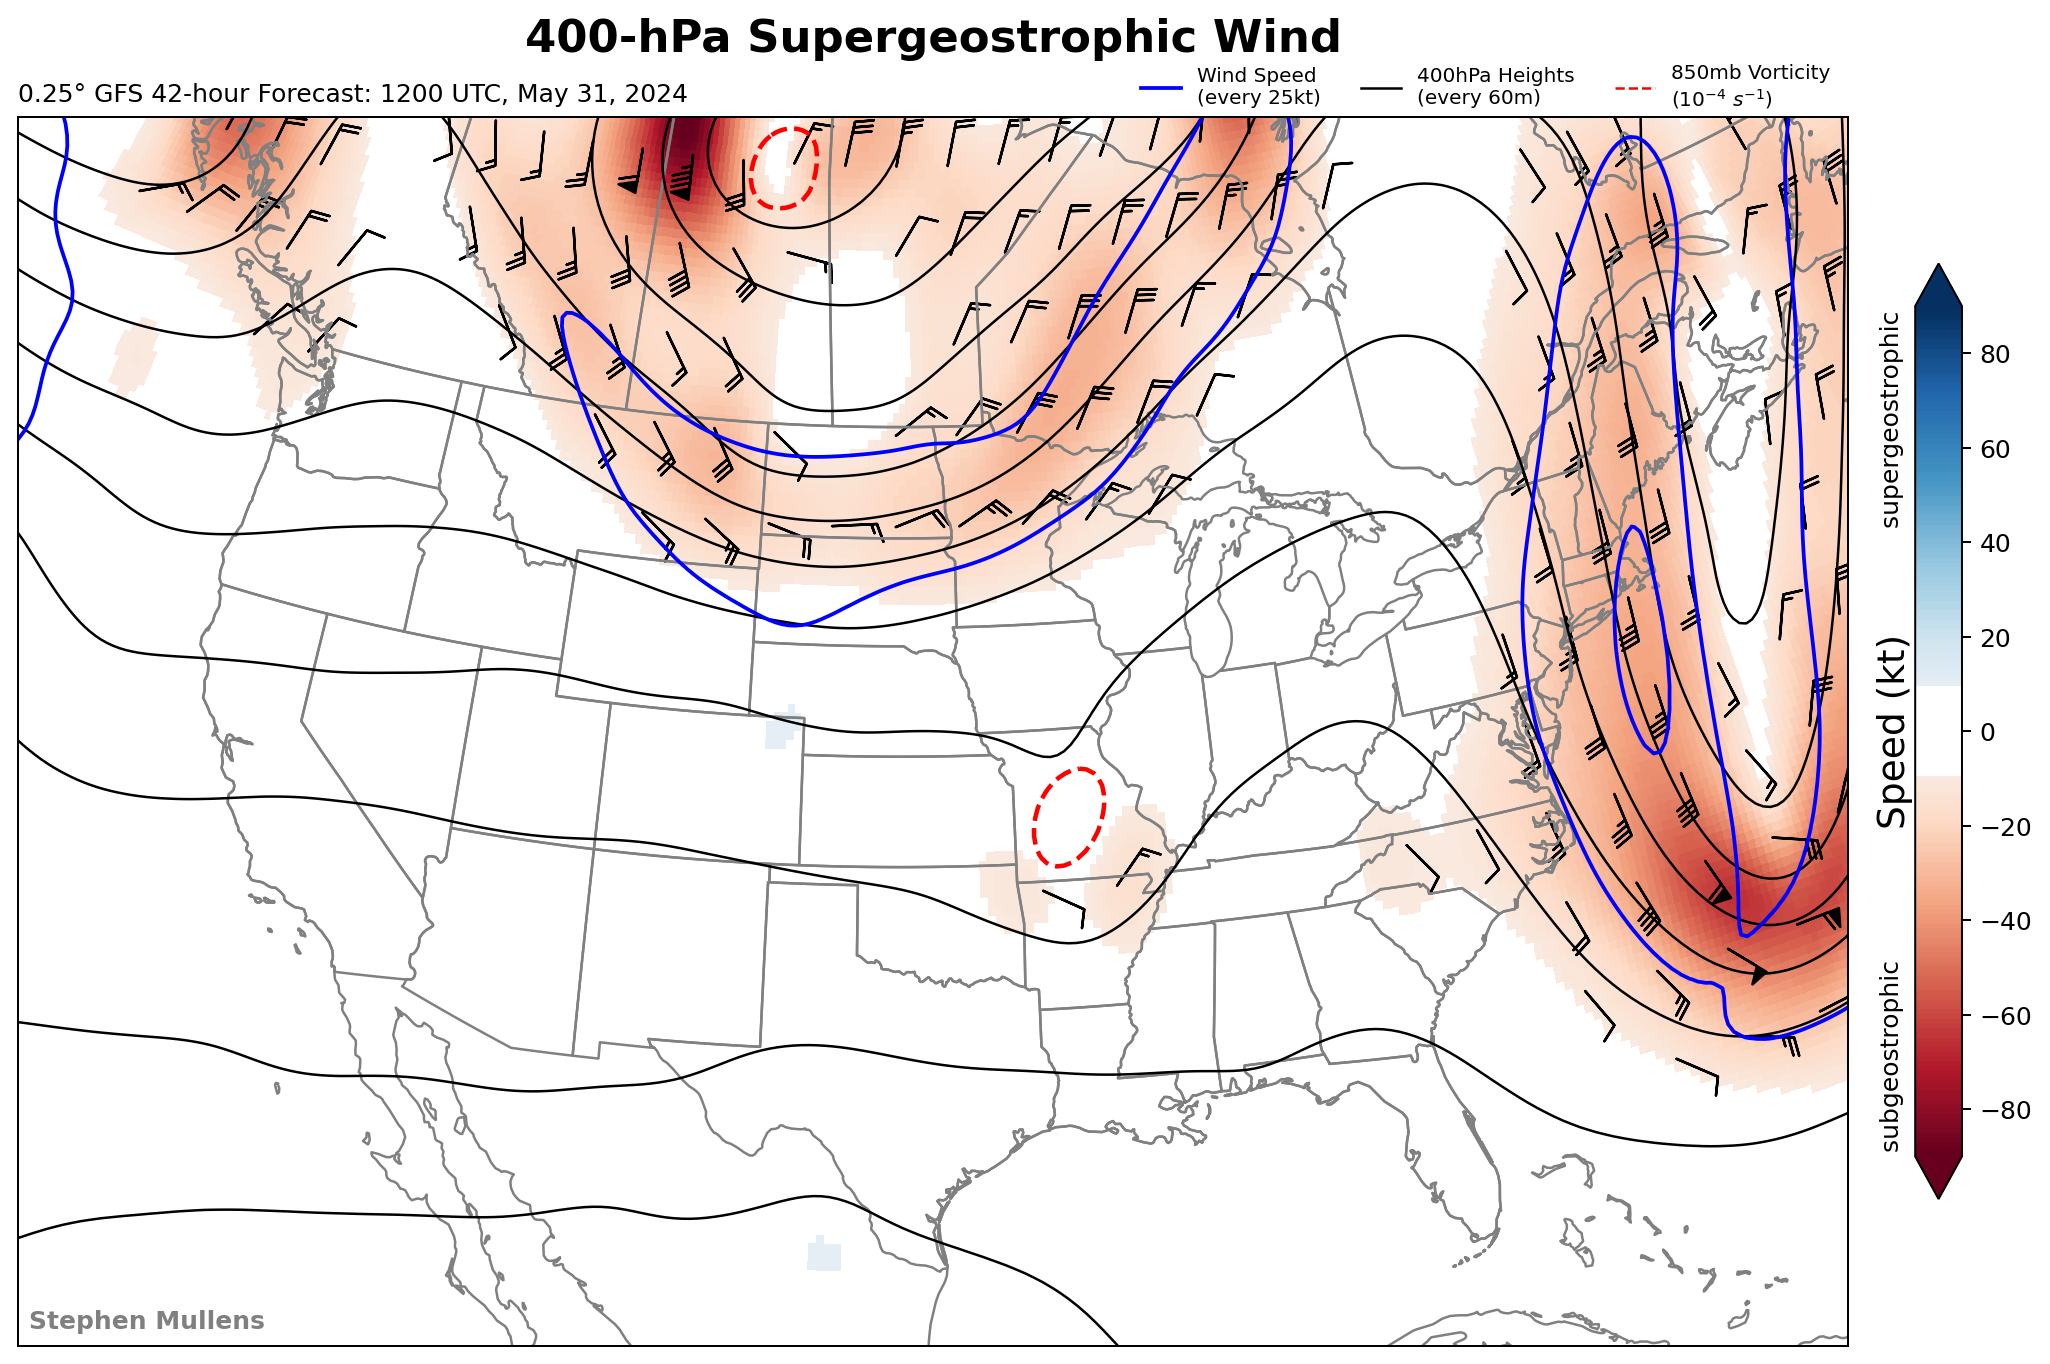 400-hPa Supergeostrophic Wind
0.25° GFS 42-hour Forecast: 1200 UTC, May 31, 2024
Wind Speed
(every 25kt)
400hPa Heights
(every 60m)
850mb Vorticity
(10⁻⁴ s⁻¹)
supergeostrophic
Speed (kt)
subgeostrophic
80
60
40
20
0
−20
−40
−60
−80
Stephen Mullens